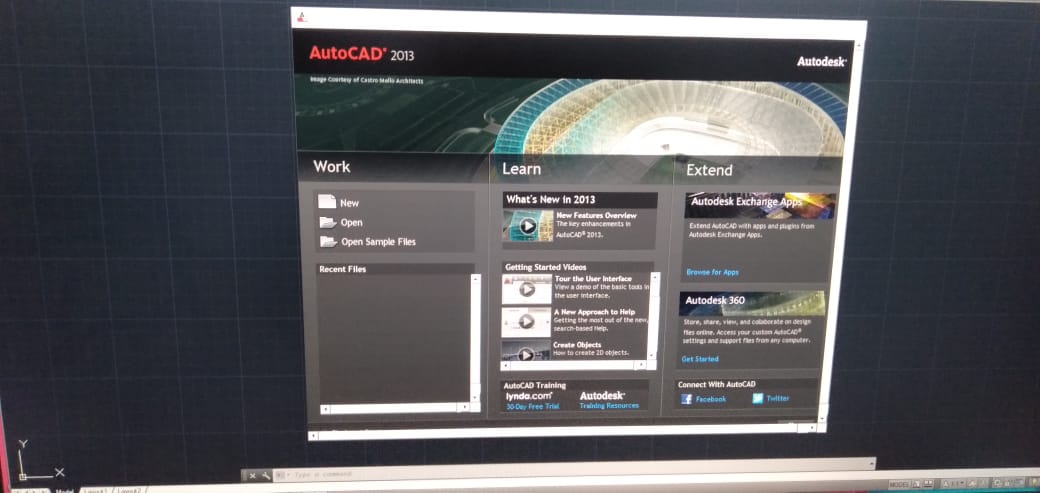 AutoCAD® 2013
Autodesk®
Image Courtesy of Castro Mello Architects
Work
New
Open
Open Sample Files
Recent Files
Learn
What's New in 2013
New Features Overview
The key enhancements in
AutoCAD® 2013.
Getting Started Videos
Tour the User Interface
View a demo of the basic tools in
the user interface.
A New Approach to Help
Getting the most out of the new,
search-based Help.
Create Objects
How to create 2D objects.
AutoCAD Training
lynda.com®
30-Day Free Trial
Autodesk®
Training Resources
Extend
Autodesk Exchange Apps
Extend AutoCAD with apps and plugins from
Autodesk Exchange Apps.
Browse for Apps
Autodesk 360
Store, share, view, and collaborate on design
files online. Access your custom AutoCAD®
settings and support files from any computer.
Get Started
Connect With AutoCAD
Facebook
Twitter
Y
X
Type a command
Model
Layout1
Layout2
MODEL